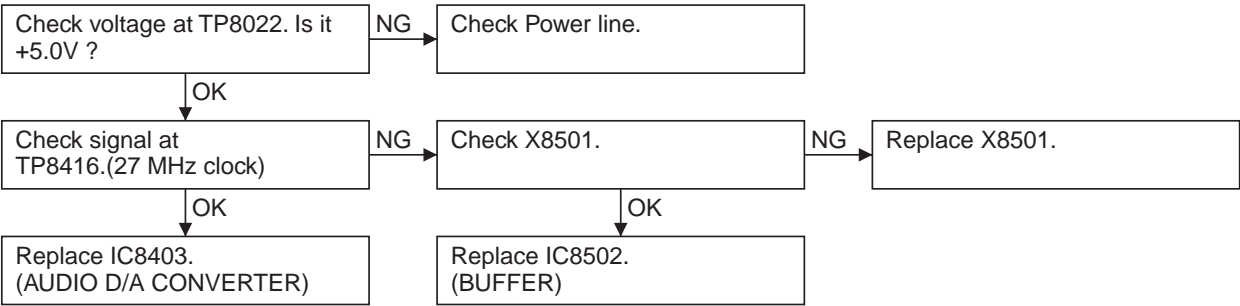 Check voltage at TP8022. Is it
+5.0V ?
NG
Check Power line.
OK
Check signal at
TP8416.(27 MHz clock)
NG
Check X8501.
NG
Replace X8501.
OK
OK
Replace IC8403.
(AUDIO D/A CONVERTER)
Replace IC8502.
(BUFFER)